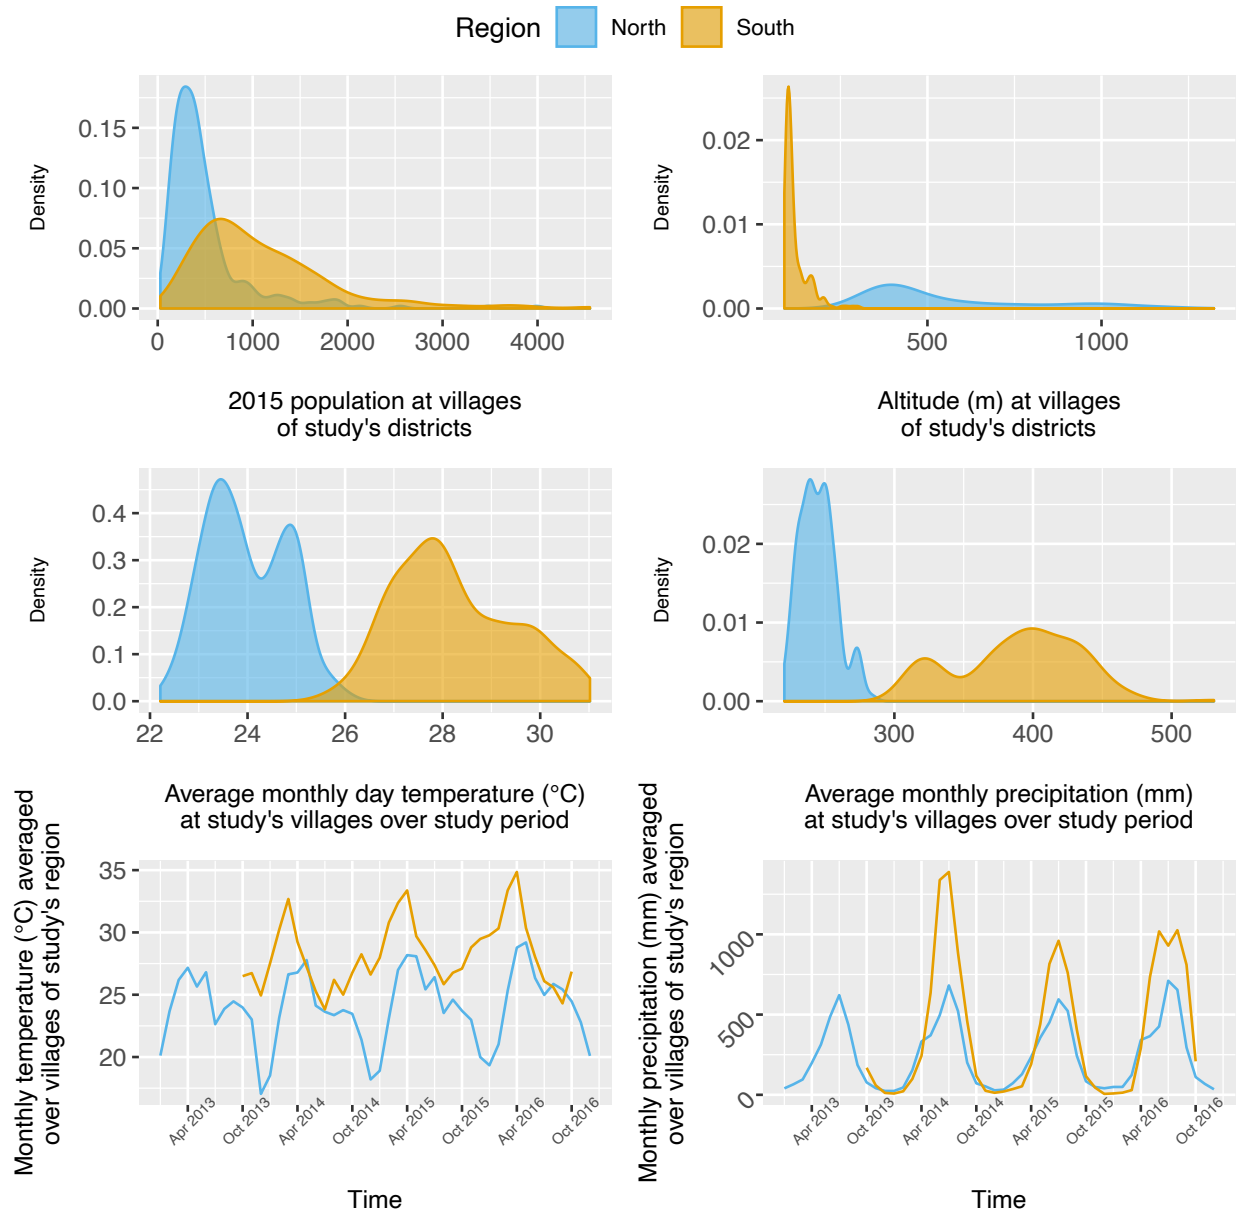 Region North South
Density
0.15
0.10
0.05
0.00
0 1000 2000 3000 4000
2015 population at villages
of study's districts
Density
0.02
0.01
0.00
500 1000
Altitude (m) at villages
of study's districts
Density
0.4
0.3
0.2
0.1
0.0
22 24 26 28 30
Average monthly day temperature (°C)
at study's villages over study period
Density
0.02
0.01
0.00
300 400 500
Average monthly precipitation (mm)
at study's villages over study period
Monthly temperature (°C) averaged
over villages of study's region
35
30
25
20
Apr 2013 Oct 2013 Apr 2014 Oct 2014 Apr 2015 Oct 2015 Apr 2016 Oct 2016
Time
Monthly precipitation (mm) averaged
over villages of study's region
1000
500
0
Apr 2013 Oct 2013 Apr 2014 Oct 2014 Apr 2015 Oct 2015 Apr 2016 Oct 2016
Time